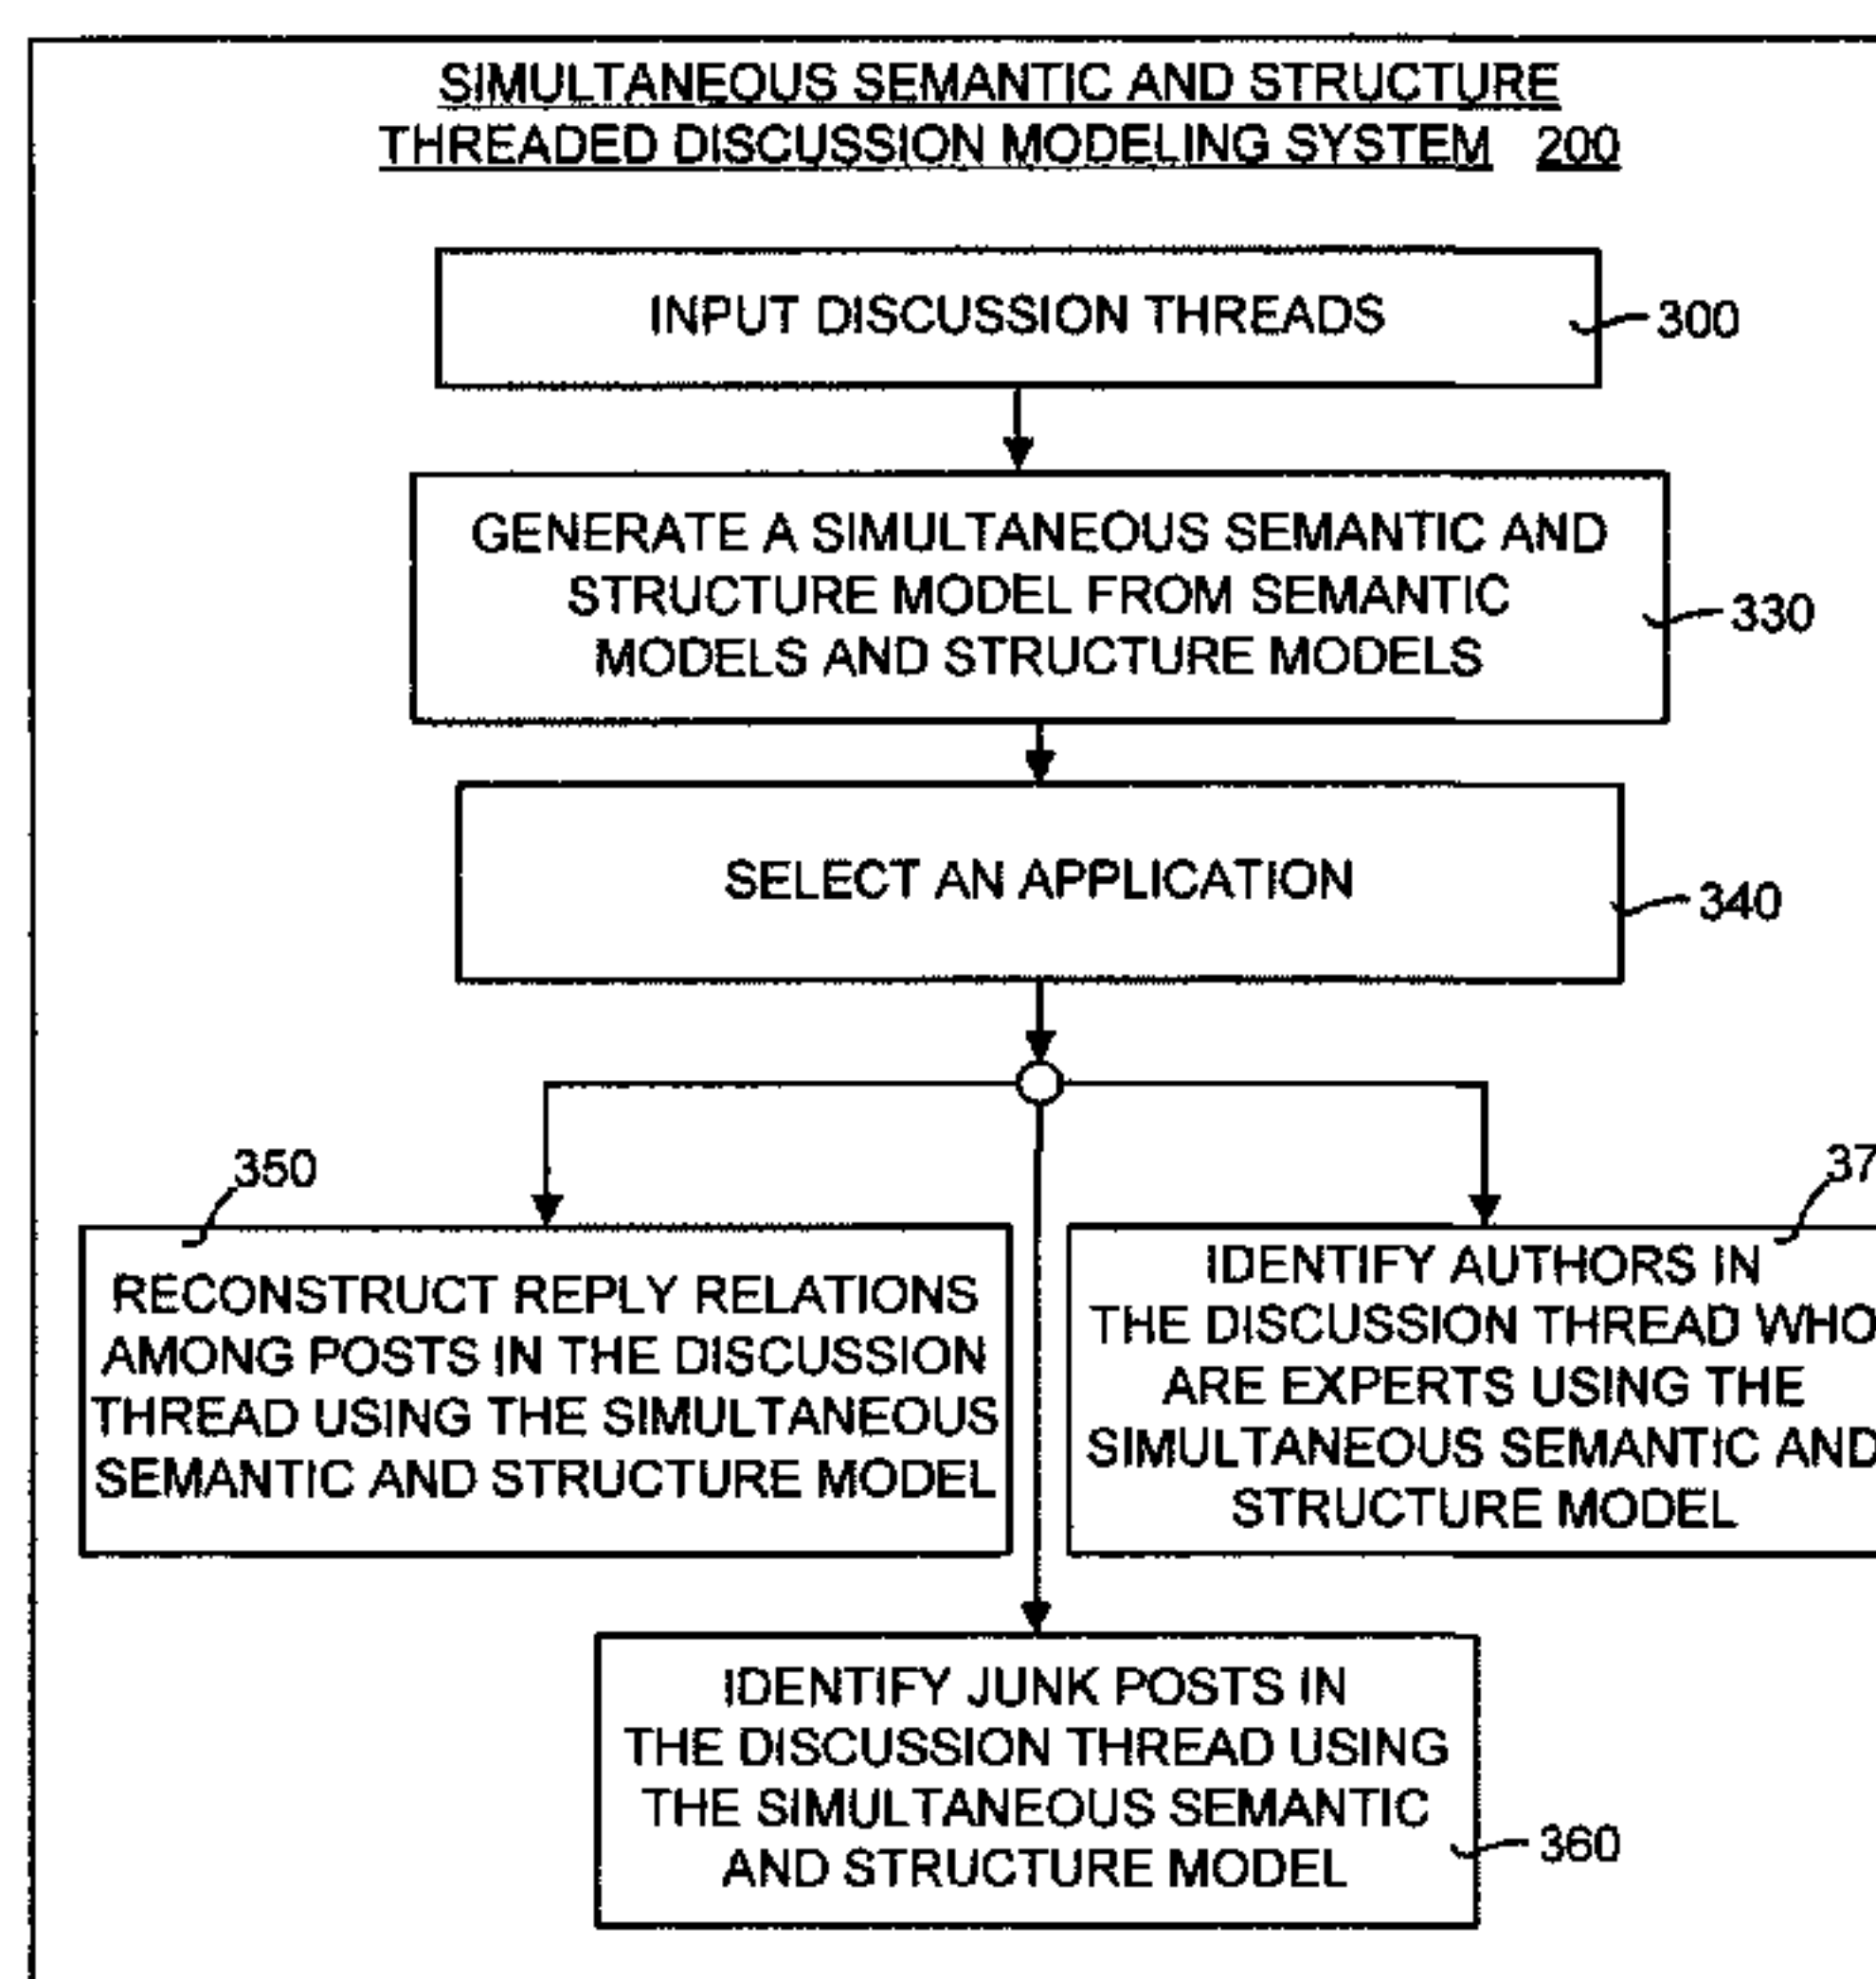 SIMULTANEOUS SEMANTIC AND STRUCTURE
THREADED DISCUSSION MODELING SYSTEM 200
INPUT DISCUSSION THREADS
300
GENERATE A SIMULTANEOUS SEMANTIC AND
STRUCTURE MODEL FROM SEMANTIC
MODELS AND STRUCTURE MODELS
330
SELECT AN APPLICATION
340
350
RECONSTRUCT REPLY RELATIONS
AMONG POSTS IN THE DISCUSSION
THREAD USING THE SIMULTANEOUS
SEMANTIC AND STRUCTURE MODEL
37
IDENTIFY AUTHORS IN
THE DISCUSSION THREAD WHO
ARE EXPERTS USING THE
SIMULTANEOUS SEMANTIC AND
STRUCTURE MODEL
IDENTIFY JUNK POSTS IN
THE DISCUSSION THREAD USING
THE SIMULTANEOUS SEMANTIC
AND STRUCTURE MODEL
360